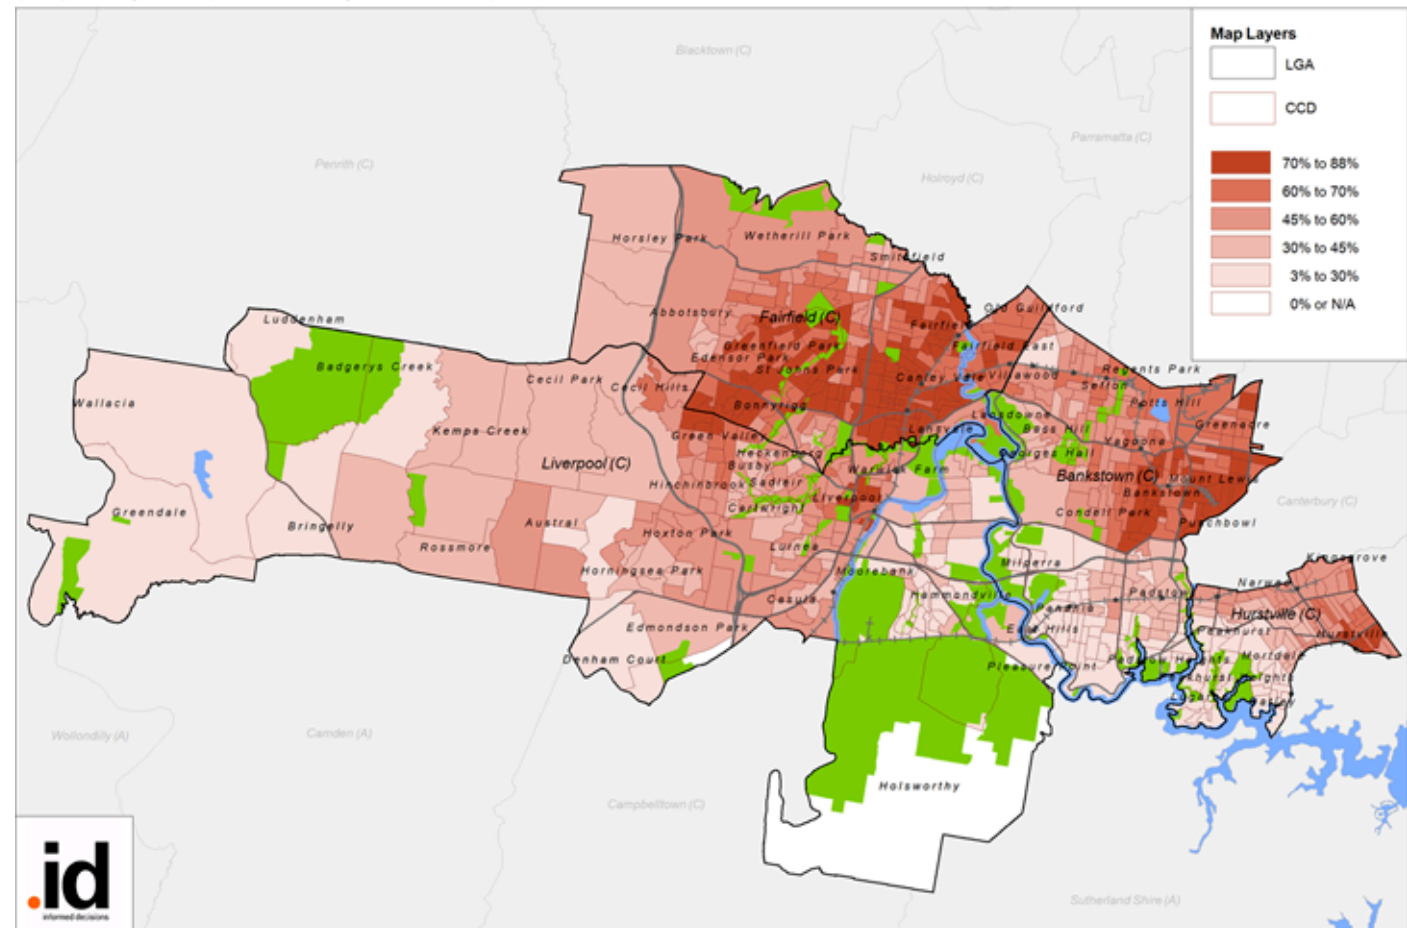 Map Layers
LGA
CCD
70% to 88%
60% to 70%
45% to 60%
30% to 45%
3% to 30%
0% or N/A
Blacktown (C)
Parramatta (C)
Penrith (C)
Holroyd (C)
Horsley Park
Wetherill Park
Smithfield
Old Guildford
Luddenham
Abbotsbury
Fairfield (C)
Fairfield
Greenfield Park
Fairfield East
Edensor Park
Badgerys Creek
St Johns Park
Regents Park
Cecil Park
Cecil Hills
Canley Vale
Villawood
Sefton
Wallacia
Bonnyrigg
Potts Hill
Lansdowne
Kemps Creek
Green Valley
Lansvale
Bass Hill
Greenacre
Yagoona
Heckenberg
Georges Hall
Liverpool (C)
Busby
Warwick Farm
Bankstown (C)
Mount Lewis
Hinchinbrook
Sadleir
Bankstown
Liverpool
Canterbury (C)
Greendale
Cartwright
Condell Park
Punchbowl
Bringelly
Austral
Hoxton Park
Rossmore
Lurnea
Kingsgrove
Horningsea Park
Moorebank
Milperra
Narwee
Hammondville
Padstow
Casula
Panania
Hurstville (C)
Edmondson Park
East Hills
Peakhurst
Hurstville
Denham Court
Mortdale
Pleasure Point
Padstow Heights
Peakhurst Heights
Lugarno
Oatley
Wollondilly (A)
Camden (A)
Holsworthy
Campbelltown (C)
Sutherland Shire (A)
.id
informed decisions